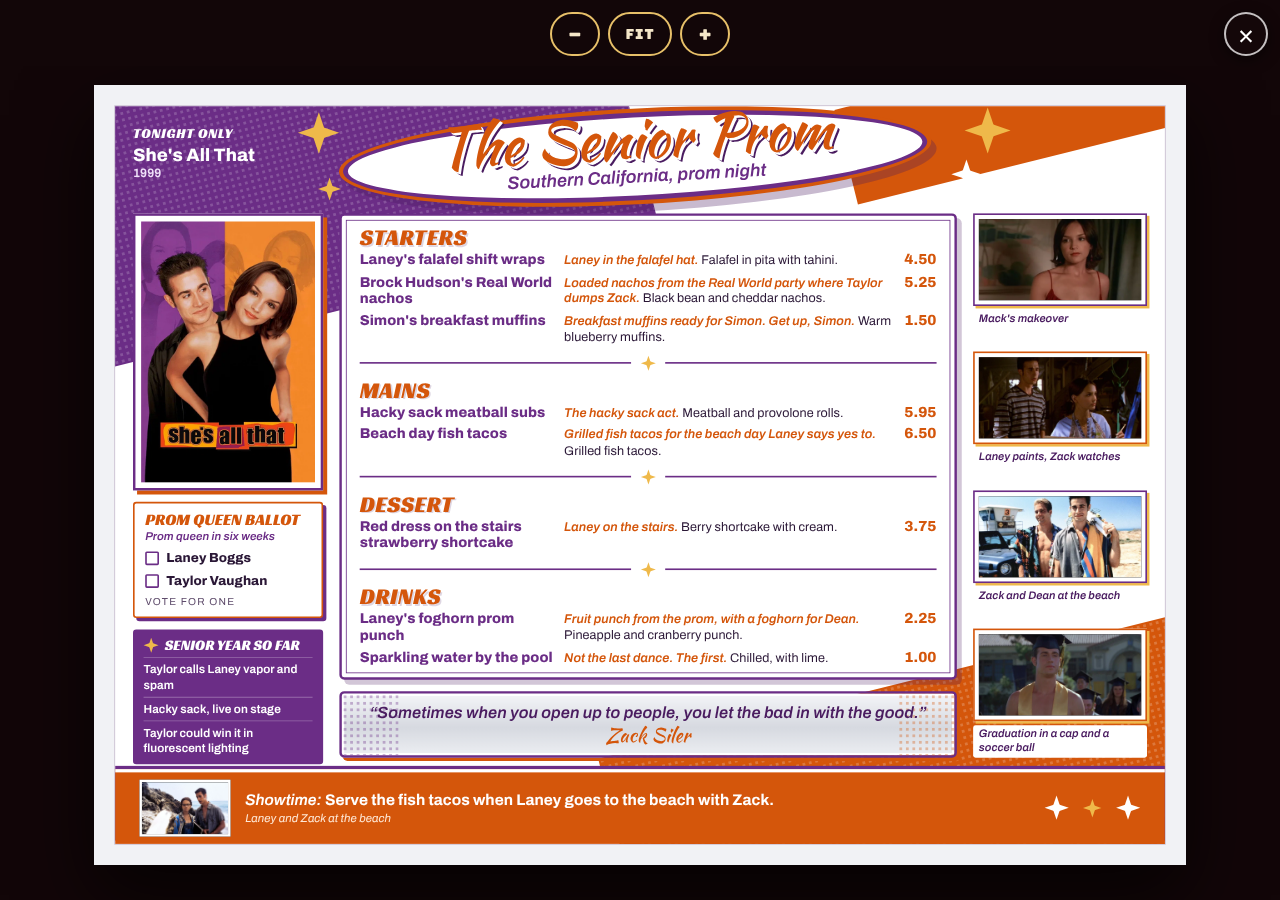 −
FIT
+
×
TONIGHT ONLY
She's All That
1999
The Senior Prom
Southern California, prom night
she's all that
PROM QUEEN BALLOT
Prom queen in six weeks
Laney Boggs
Taylor Vaughan
VOTE FOR ONE
SENIOR YEAR SO FAR
Taylor calls Laney vapor and
spam
Hacky sack, live on stage
Taylor could win it in
fluorescent lighting
STARTERS
Laney's falafel shift wraps Laney in the falafel hat. Falafel in pita with tahini. 4.50
Brock Hudson's Real World Loaded nachos from the Real World party where Taylor 5.25
nachos dumps Zack. Black bean and cheddar nachos.
Simon's breakfast muffins Breakfast muffins ready for Simon. Get up, Simon. Warm 1.50
blueberry muffins.
MAINS
Hacky sack meatball subs The hacky sack act. Meatball and provolone rolls. 5.95
Beach day fish tacos Grilled fish tacos for the beach day Laney says yes to. 6.50
Grilled fish tacos.
DESSERT
Red dress on the stairs Laney on the stairs. Berry shortcake with cream. 3.75
strawberry shortcake
DRINKS
Laney's foghorn prom Fruit punch from the prom, with a foghorn for Dean. 2.25
punch Pineapple and cranberry punch.
Sparkling water by the pool Not the last dance. The first. Chilled, with lime. 1.00
“Sometimes when you open up to people, you let the bad in with the good.”
Zack Siler
Mack's makeover
Laney paints, Zack watches
Zack and Dean at the beach
Graduation in a cap and a
soccer ball
Showtime: Serve the fish tacos when Laney goes to the beach with Zack.
Laney and Zack at the beach